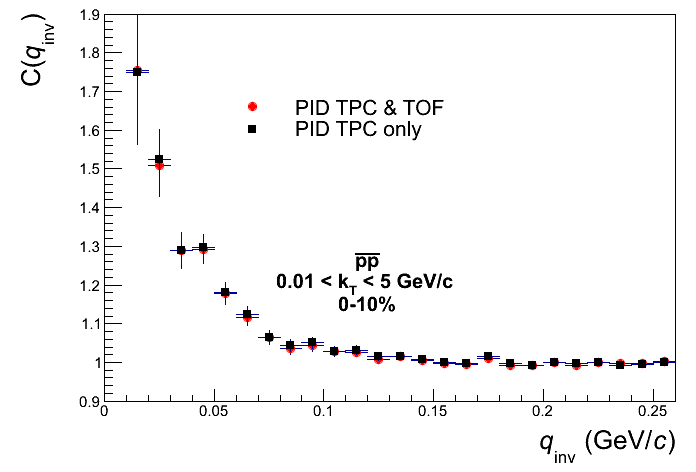 C(q_inv)
1.9
1.8
1.7
1.6
1.5
1.4
1.3
1.2
1.1
1
0.9
PID TPC & TOF
PID TPC only
p̅p̅
0.01 < k_T < 5 GeV/c
0-10%
0 0.05 0.1 0.15 0.2 0.25
q_inv (GeV/c)